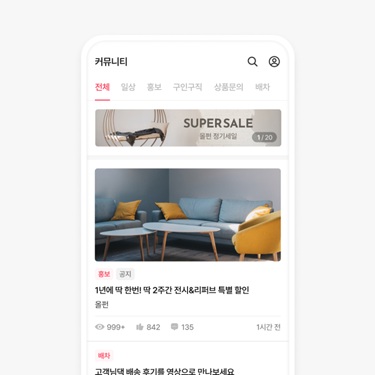 커뮤니티
전체 일상 홍보 구인구직 상품문의 배차
SUPER SALE
올펀 정기세일
1 / 20
홍보 공지
1년에 딱 한번! 딱 2주간 전시&리퍼브 특별 할인
올펀
999+ 842 135 1시간 전
배차
고객님댁 배송 후기를 영상으로 만나보세요